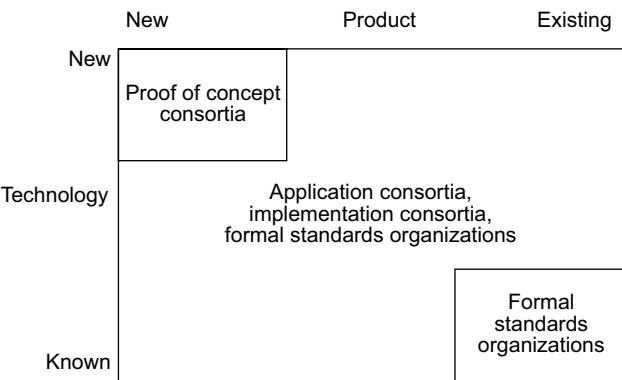 New Product Existing
New
Proof of concept
consortia
Technology
Application consortia,
implementation consortia,
formal standards organizations
Formal
standards
organizations
Known